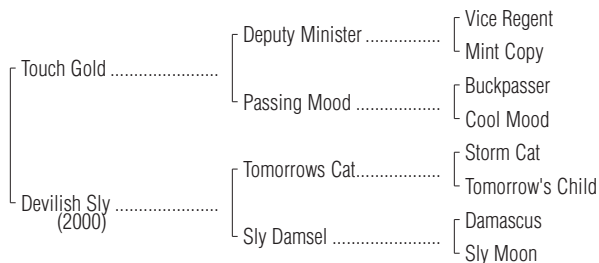 Vice Regent
Deputy Minister .................
Mint Copy
Touch Gold ........................
Buckpasser
Passing Mood ...................
Cool Mood
Storm Cat
Tomorrows Cat.................
Tomorrow's Child
Devilish Sly .......................
(2000)
Damascus
Sly Damsel ........................
Sly Moon